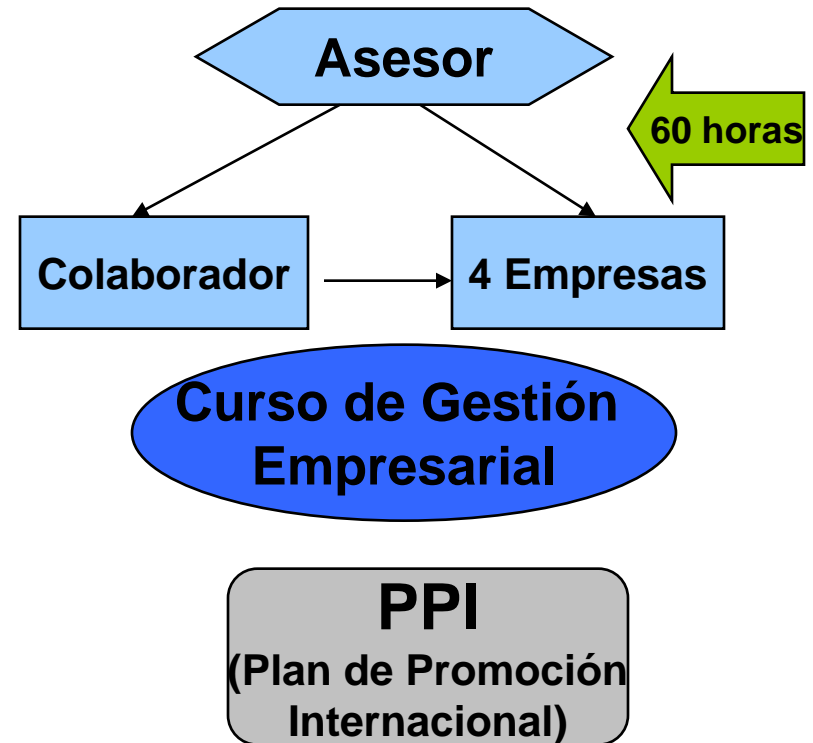 Asesor
60 horas
Colaborador
4 Empresas
Curso de Gestión
Empresarial
PPI
(Plan de Promoción
Internacional)